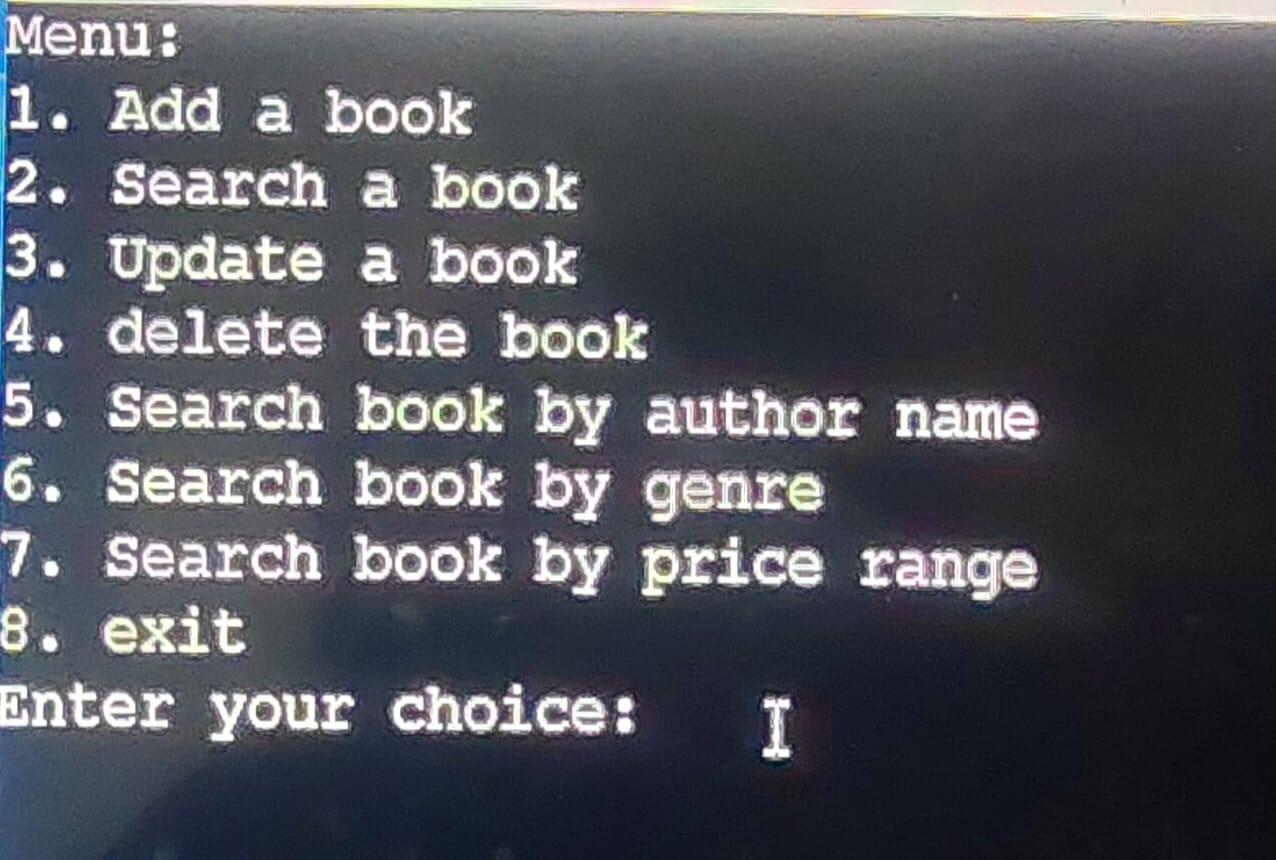 Menu:
1. Add a book
2. Search a book
3. Update a book
4. delete the book
5. Search book by author name
6. Search book by genre
7. Search book by price range
8. exit
Enter your choice: